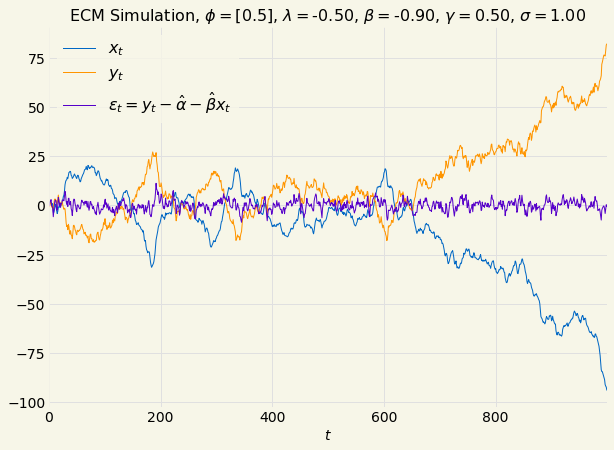 ECM Simulation, ϕ = [0.5], λ = -0.50, β = -0.90, γ = 0.50, σ = 1.00
x_t
y_t
ε_t = y_t − α̂ − β̂x_t
75
50
25
0
−25
−50
−75
−100
0 200 400 600 800
t